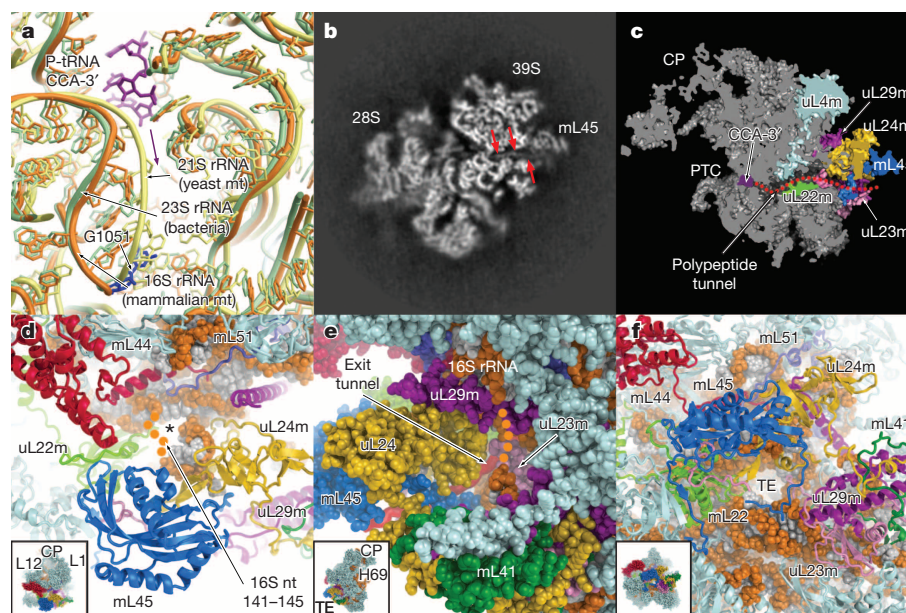 a
P-tRNA
CCA-3′
21S rRNA
(yeast mt)
23S rRNA
(bacteria)
G1051
16S rRNA
(mammalian mt)
b
39S
28S
mL45
c
CP
uL4m
uL29m
uL24m
CCA-3′
mL4
PTC
uL22m
uL23m
Polypeptide
tunnel
d
mL44
mL51
*
uL24m
uL22m
uL29m
CP
L12
L1
mL45
16S nt
141–145
e
16S rRNA
Exit
tunnel
uL29m
uL23m
uL24
mL45
mL41
CP
H69
TE
f
mL51
uL24m
mL45
mL44
mL41
TE
uL29m
mL22
uL23m